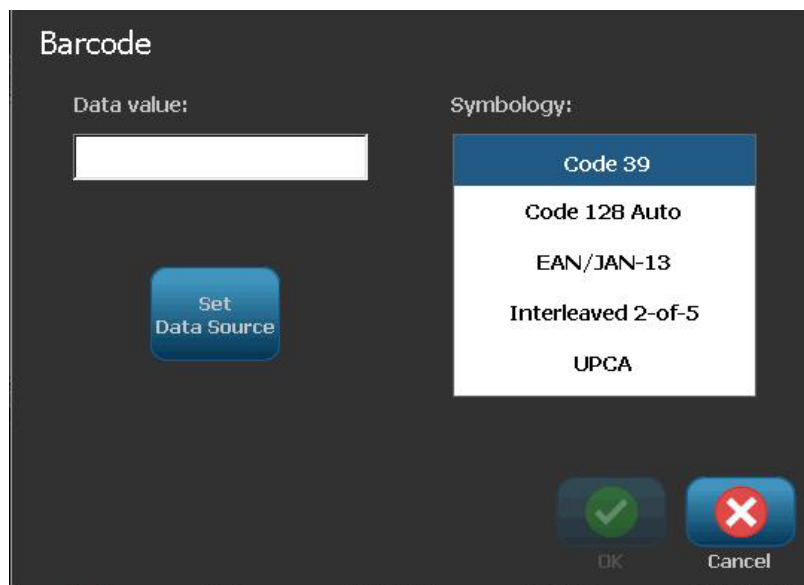 Barcode
Data value:
Symbology:
Code 39
Code 128 Auto
EAN/JAN-13
Interleaved 2-of-5
UPCA
Set
Data Source
OK
Cancel